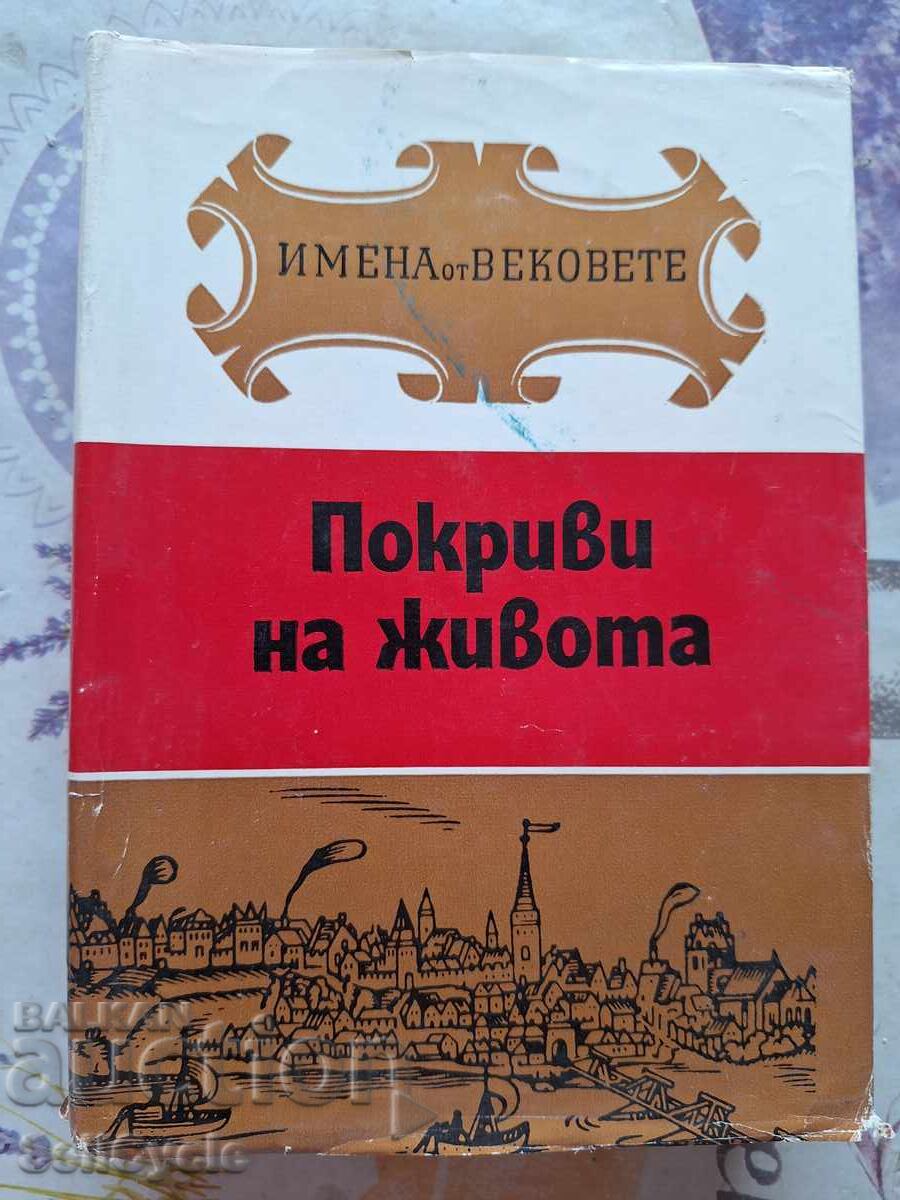 ИМЕНА от ВЕКОВЕТЕ
Покриви
на живота
BALKAN
auction
SellCycle